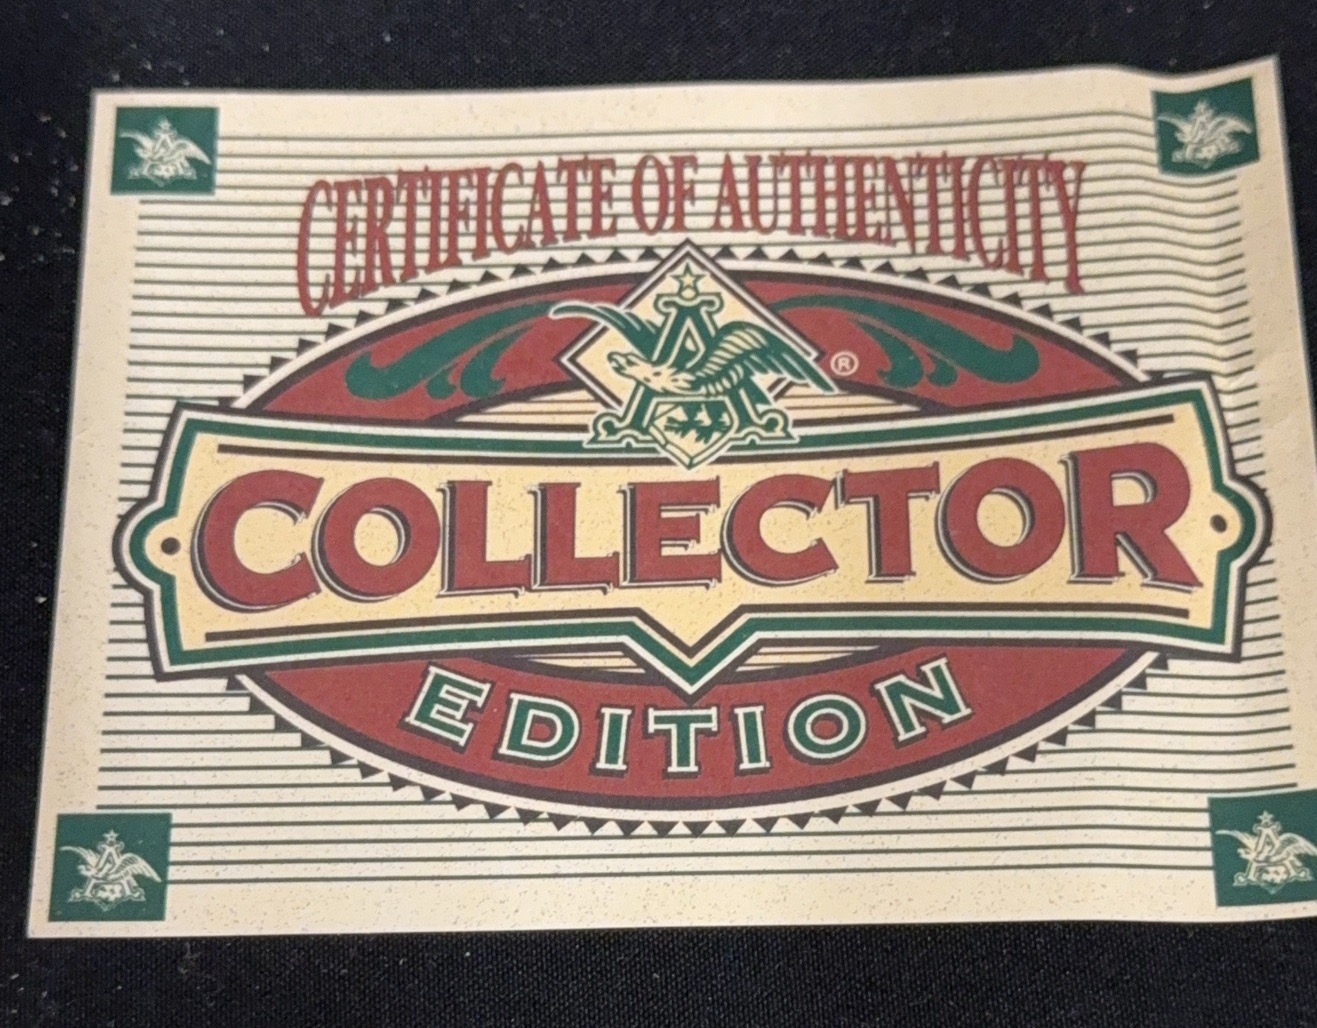 CERTIFICATE OF AUTHENTICITY
®
COLLECTOR
EDITION